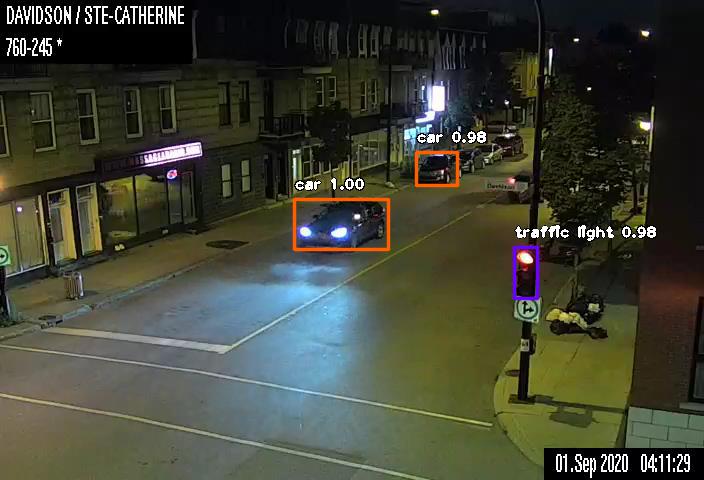 DAVIDSON / STE-CATHERINE
760-245 *
car 0.98
car 1.00
traffic light 0.98
Davidson
01.Sep 2020 04:11:29